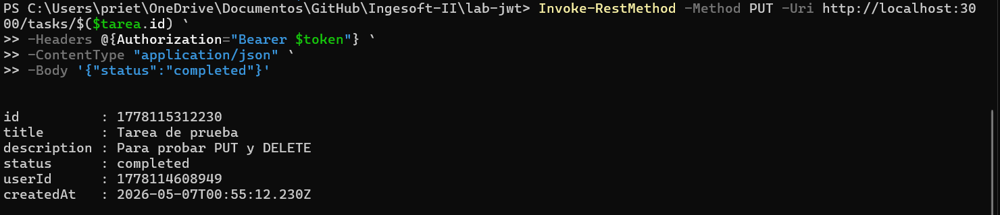 PS C:\Users\priet\OneDrive\Documentos\GitHub\Ingesoft-II\lab-jwt> Invoke-RestMethod -Method PUT -Uri http://localhost:30
00/tasks/$($tarea.id) `
>> -Headers @{Authorization="Bearer $token"} `
>> -ContentType "application/json" `
>> -Body '{"status":"completed"}'
id          : 1778115312230
title       : Tarea de prueba
description : Para probar PUT y DELETE
status      : completed
userId      : 1778114608949
createdAt   : 2026-05-07T00:55:12.230Z